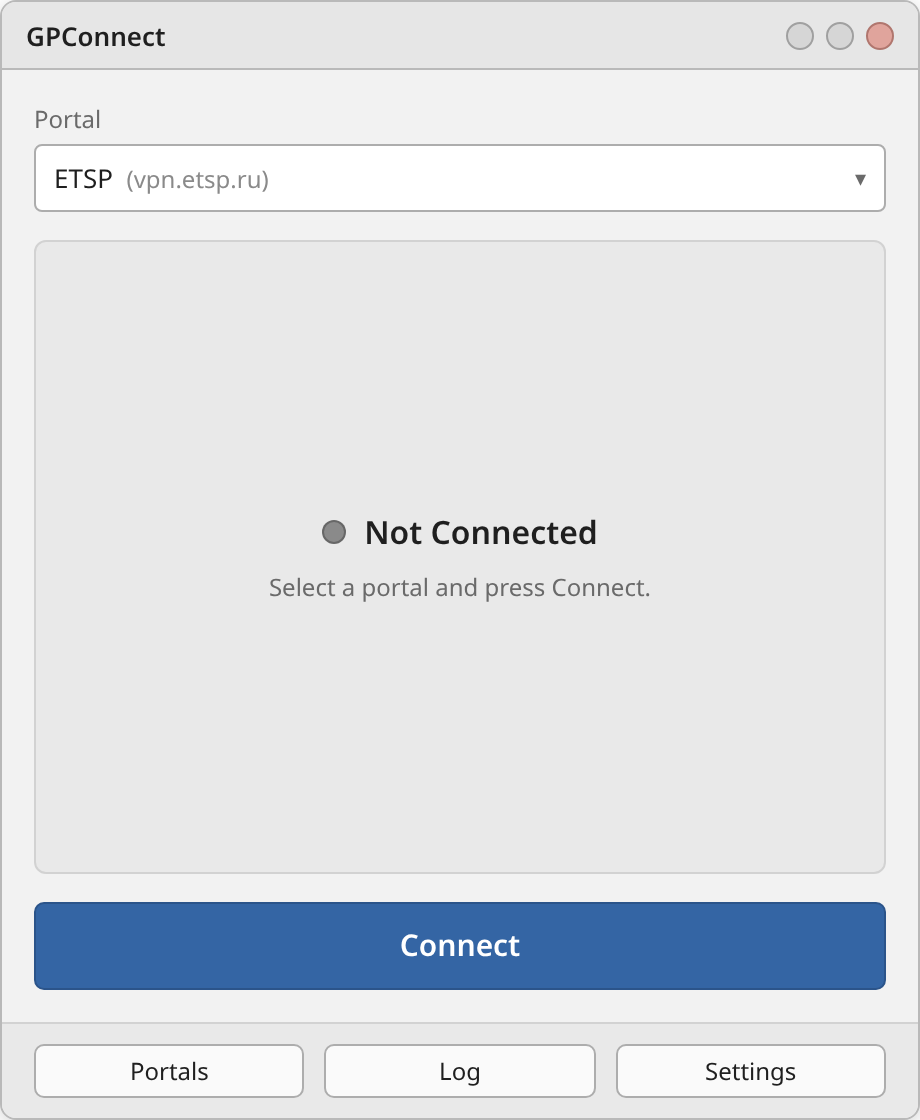 GPConnect
Portal
ETSP (vpn.etsp.ru)
Not Connected
Select a portal and press Connect.
Connect
Portals
Log
Settings